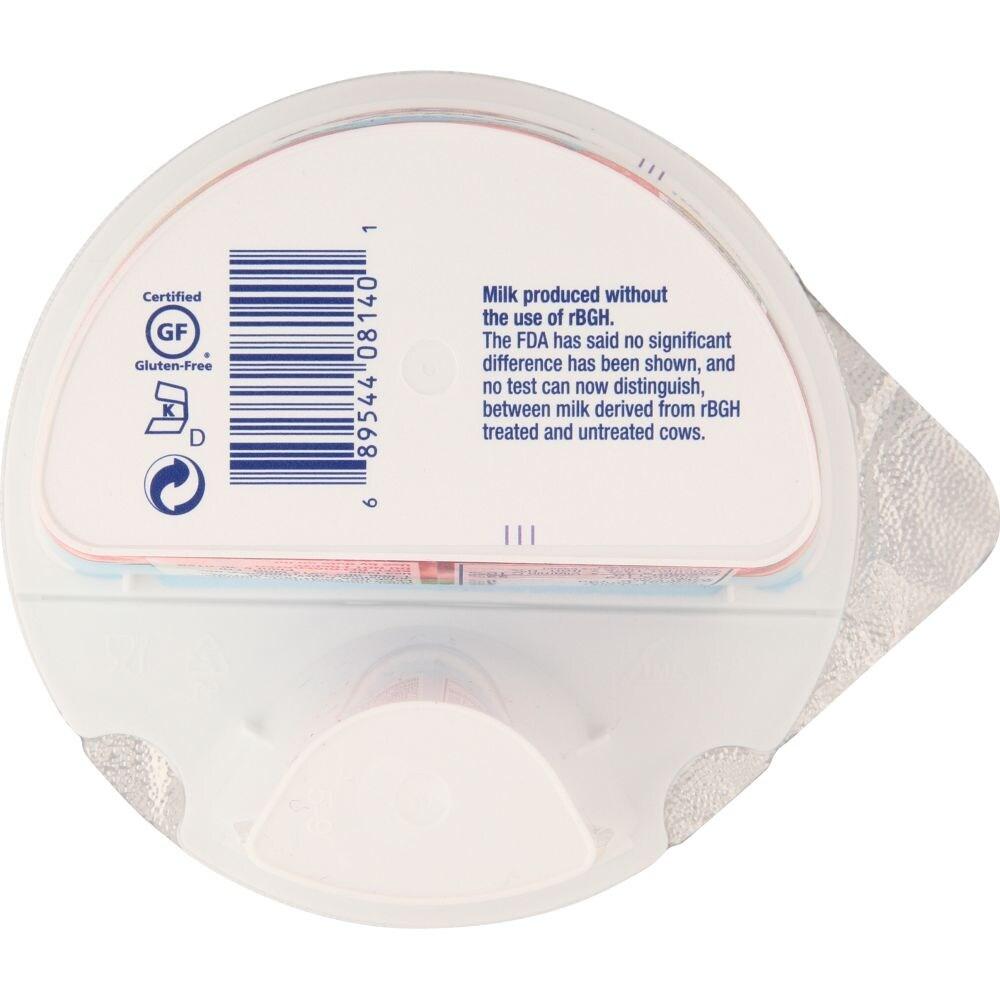 Certified
GF
Gluten-Free
K
D
6 89544 08140 1
Milk produced without
the use of rBGH.
The FDA has said no significant
difference has been shown, and
no test can now distinguish,
between milk derived from rBGH
treated and untreated cows.